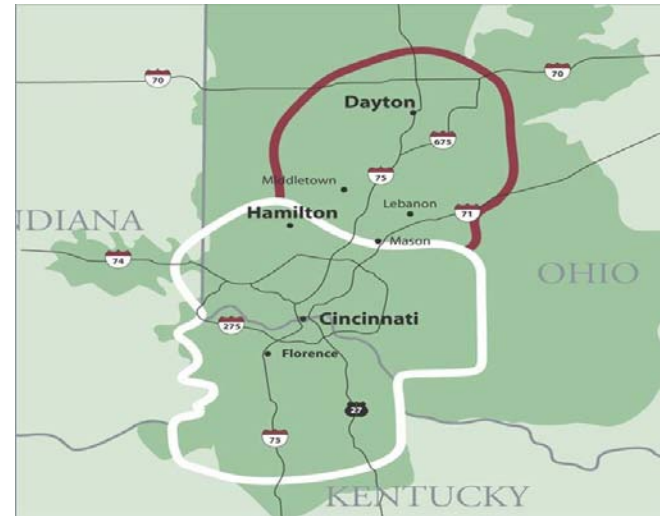 70
70
Dayton
675
75
Middletown
Lebanon
Hamilton
71
NDIANA
Mason
74
OHIO
275
Cincinnati
Florence
27
75
KENTUCKY